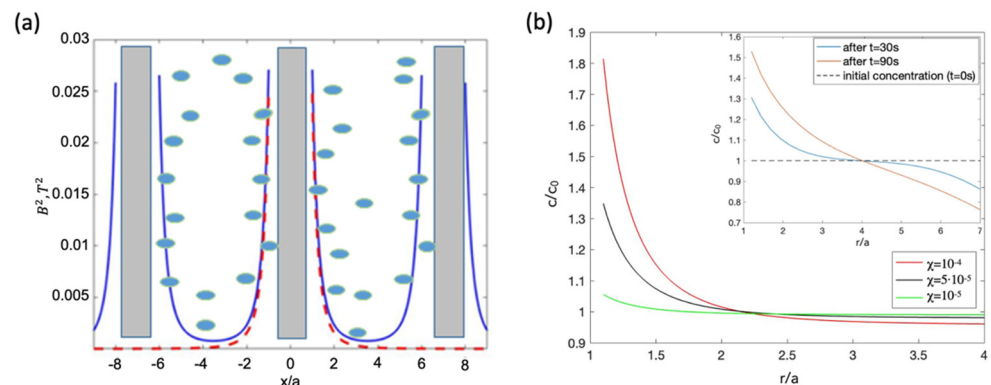 (a)
0.03
0.025
0.02
0.015
0.01
0.005
B², T²
-8 -6 -4 -2 0 2 4 6 8
x/a
(b)
1.9
1.8
1.7
1.6
1.5
1.4
1.3
1.2
1.1
1
0.9
c/c₀
1 1.5 2 2.5 3 3.5 4
r/a
1.6
1.5
1.4
1.3
1.2
1.1
1
0.9
0.8
0.7
c/c₀
1 2 3 4 5 6 7
r/a
after t=30s
after t=90s
initial concentration (t=0s)
χ=10⁻⁴
χ=5·10⁻⁵
χ=10⁻⁵